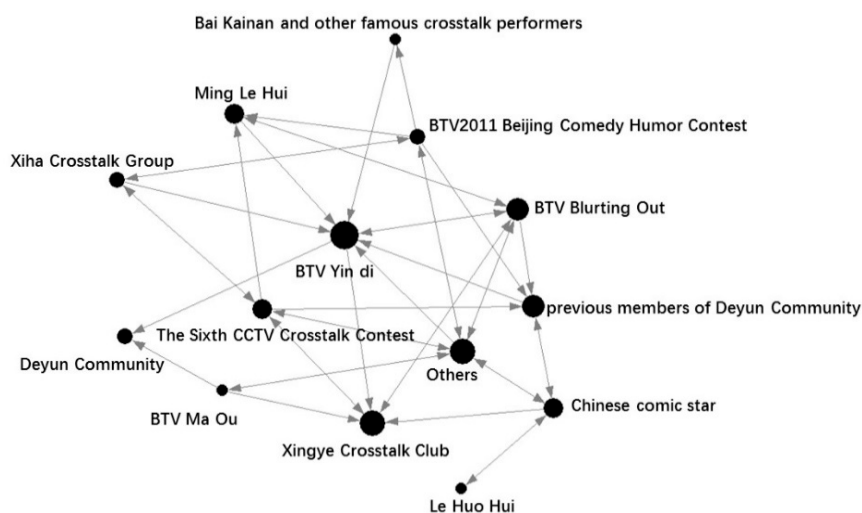 Bai Kainan and other famous crosstalk performers
Ming Le Hui
BTV2011 Beijing Comedy Humor Contest
Xiha Crosstalk Group
BTV Blurting Out
BTV Yin di
previous members of Deyun Community
The Sixth CCTV Crosstalk Contest
Deyun Community
Others
BTV Ma Ou
Chinese comic star
Xingye Crosstalk Club
Le Huo Hui